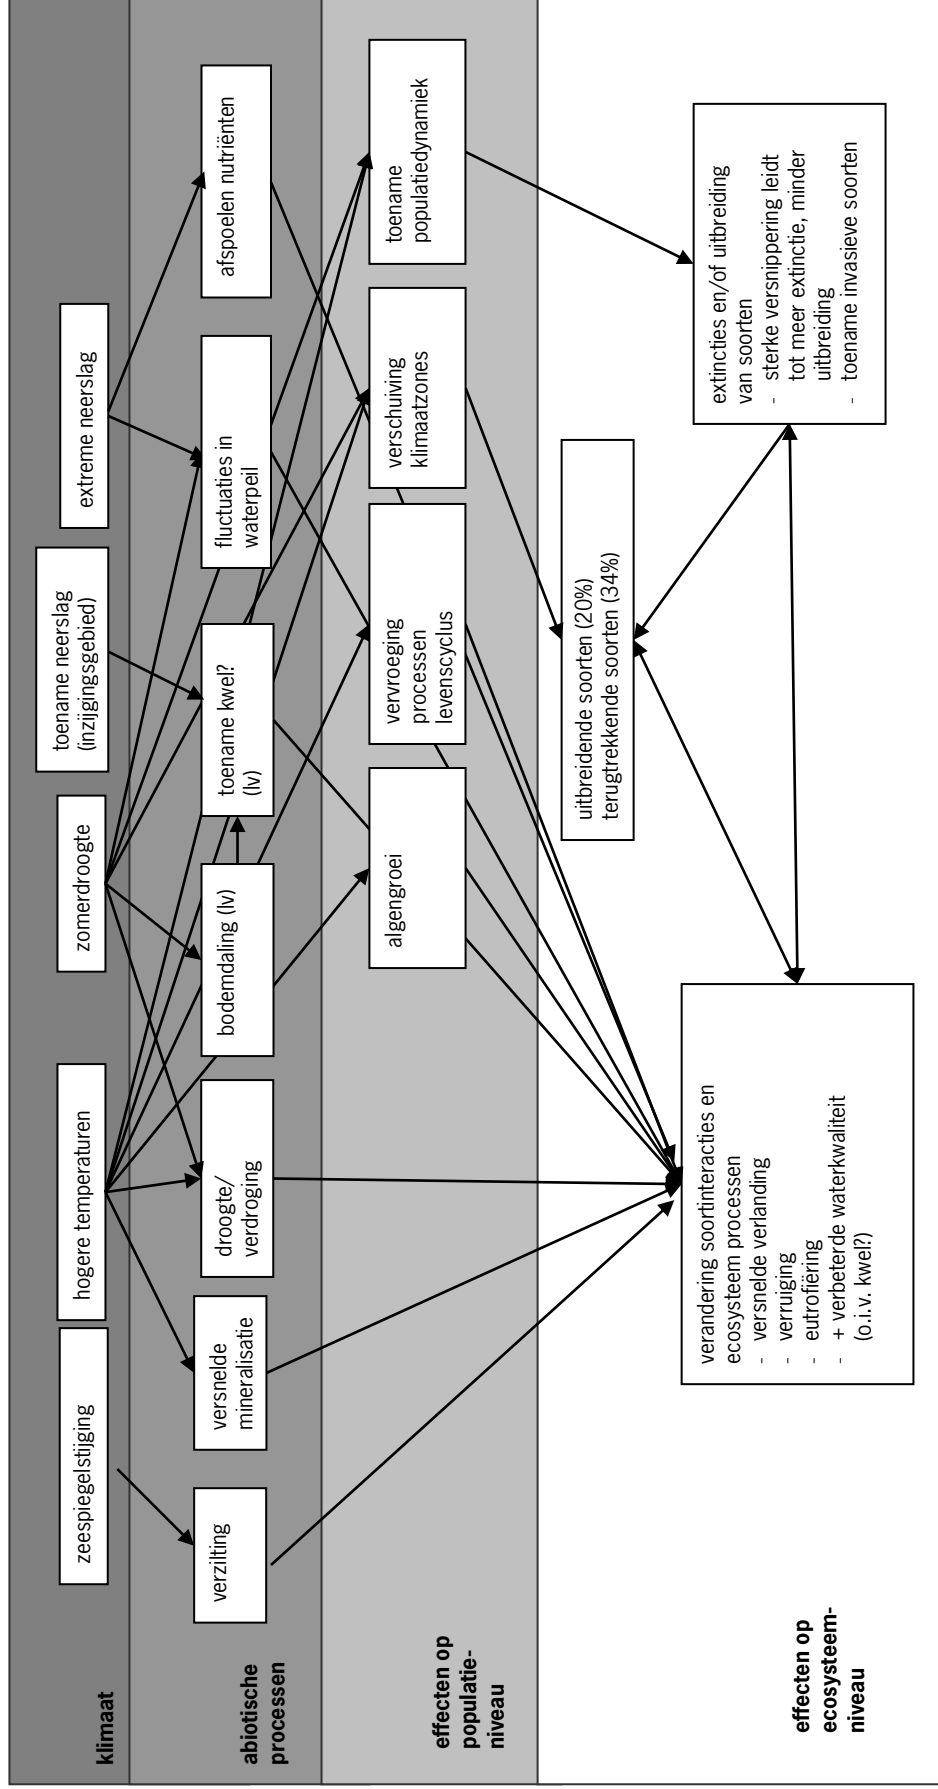 klimaat
zeespiegelstijging
hogere temperaturen
zomerdroogte
toename neerslag
(inzijgingsgebied)
extreme neerslag
abiotische
processen
verzilting
versnelde
mineralisatie
droogte/
verdroging
bodemdaling (lv)
toename kwel?
(lv)
fluctuaties in
waterpeil
afspoelen nutriënten
effecten op
populatie-
niveau
algengroei
vervroeging
processen
levenscyclus
verschuiving
klimaatzones
toename
populatiedynamiek
effecten op
ecosysteem-
niveau
verandering soortinteracties en
ecosysteem processen
- versnelde verlanding
- verruiging
- eutrofiëring
- + verbeterde waterkwaliteit
(o.i.v. kwel?)
uitbreidende soorten (20%)
terugtrekkende soorten (34%)
extincties en/of uitbreiding
van soorten
- sterke versnippering leidt
tot meer extinctie, minder
uitbreiding
- toename invasieve soorten